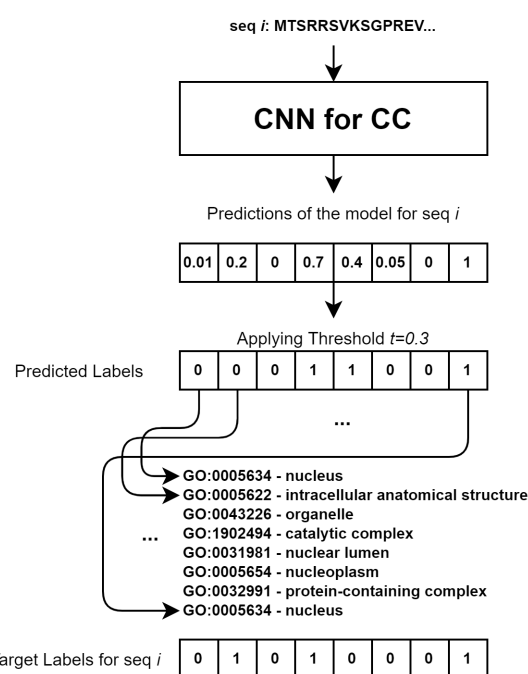 seq i: MTSRRSVKSGPREV...
CNN for CC
Predictions of the model for seq i
0.01 0.2 0 0.7 0.4 0.05 0 1
Applying Threshold t=0.3
Predicted Labels 0 0 0 1 1 0 0 1
...
GO:0005634 - nucleus
GO:0005622 - intracellular anatomical structure
GO:0043226 - organelle
... GO:1902494 - catalytic complex
GO:0031981 - nuclear lumen
GO:0005654 - nucleoplasm
GO:0032991 - protein-containing complex
GO:0005634 - nucleus
arget Labels for seq i 0 1 0 1 0 0 0 1